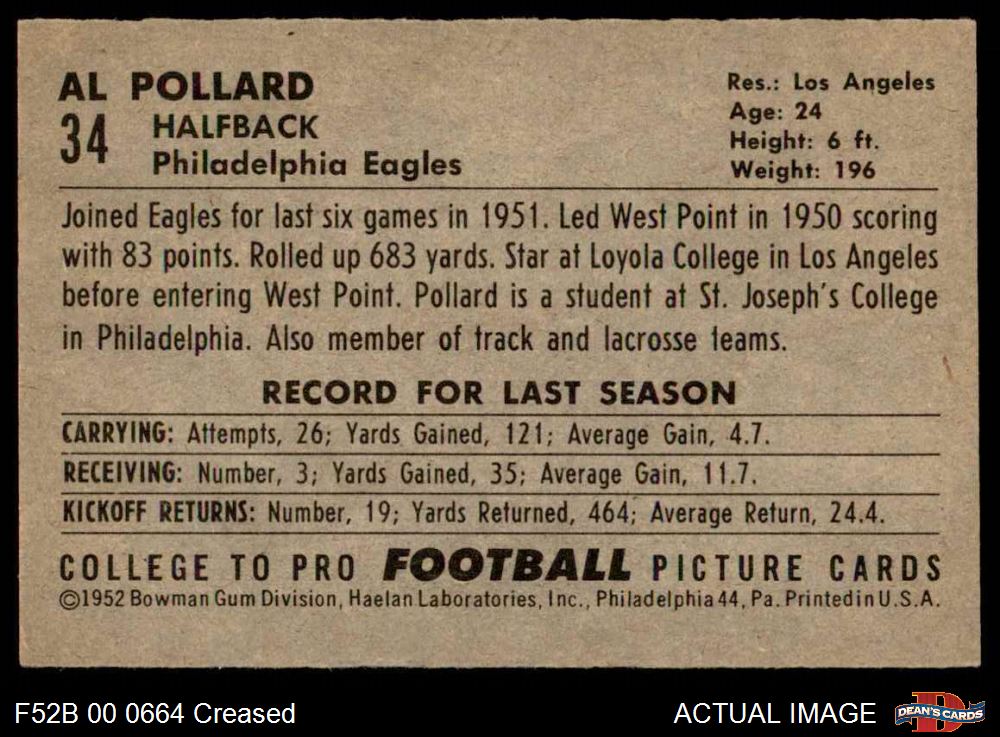 AL POLLARD
34 HALFBACK
Philadelphia Eagles
Res.: Los Angeles
Age: 24
Height: 6 ft.
Weight: 196
Joined Eagles for last six games in 1951. Led West Point in 1950 scoring
with 83 points. Rolled up 683 yards. Star at Loyola College in Los Angeles
before entering West Point. Pollard is a student at St. Joseph's College
in Philadelphia. Also member of track and lacrosse teams.
RECORD FOR LAST SEASON
CARRYING: Attempts, 26; Yards Gained, 121; Average Gain, 4.7.
RECEIVING: Number, 3; Yards Gained, 35; Average Gain, 11.7.
KICKOFF RETURNS: Number, 19; Yards Returned, 464; Average Return, 24.4.
COLLEGE TO PRO FOOTBALL PICTURE CARDS
©1952 Bowman Gum Division, Haelan Laboratories, Inc., Philadelphia 44, Pa. Printed in U.S.A.
F52B 00 0664 Creased
ACTUAL IMAGE
D
DEAN'S CARDS